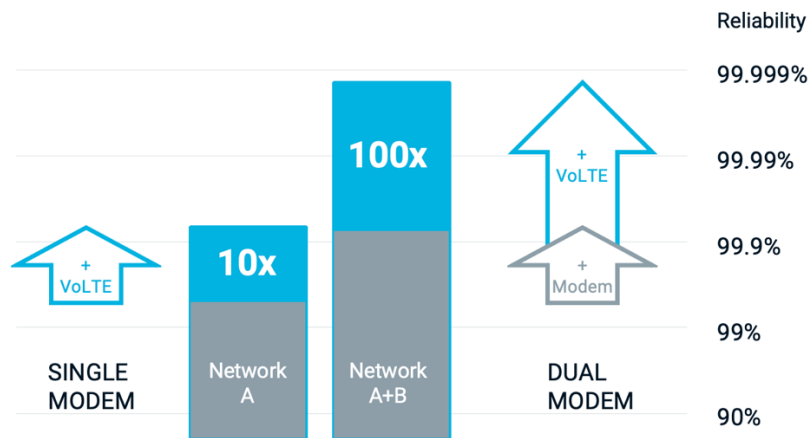 Reliability
99.999%
100x
+
VoLTE
99.99%
+
VoLTE
10x
+
Modem
99.9%
99%
SINGLE
MODEM
Network
A
Network
A+B
DUAL
MODEM
90%